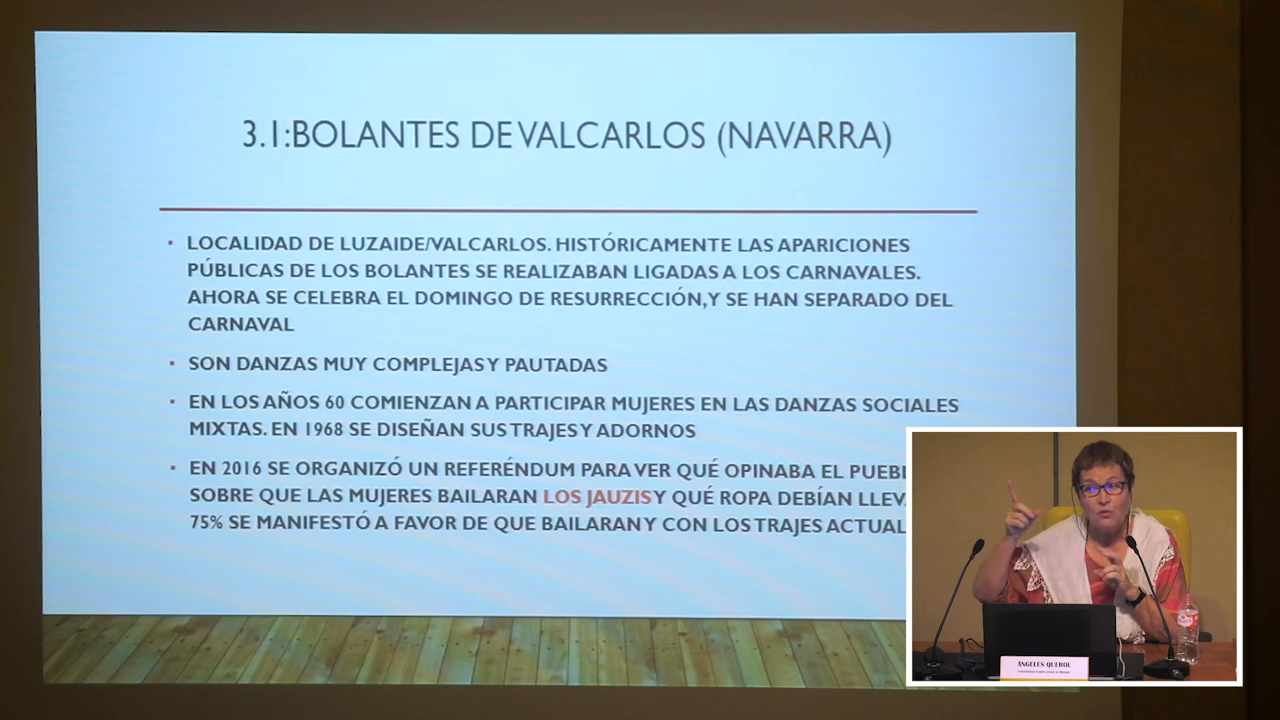 3.1:BOLANTES DE VALCARLOS (NAVARRA)
• LOCALIDAD DE LUZAIDE/VALCARLOS. HISTÓRICAMENTE LAS APARICIONES
PÚBLICAS DE LOS BOLANTES SE REALIZABAN LIGADAS A LOS CARNAVALES.
AHORA SE CELEBRA EL DOMINGO DE RESURRECCIÓN, Y SE HAN SEPARADO DEL
CARNAVAL
• SON DANZAS MUY COMPLEJAS Y PAUTADAS
• EN LOS AÑOS 60 COMIENZAN A PARTICIPAR MUJERES EN LAS DANZAS SOCIALES
MIXTAS. EN 1968 SE DISEÑAN SUS TRAJES Y ADORNOS
• EN 2016 SE ORGANIZÓ UN REFERÉNDUM PARA VER QUÉ OPINABA EL PUEB
SOBRE QUE LAS MUJERES BAILARAN LOS JAUZIS Y QUÉ ROPA DEBÍAN LLEV
75% SE MANIFESTÓ A FAVOR DE QUE BAILARAN Y CON LOS TRAJES ACTUAL
ÁNGELES QUEROL
UNIVERSIDAD COMPLUTENSE DE MADRID